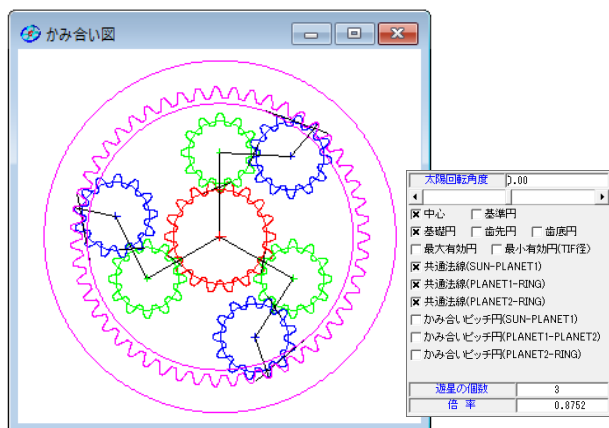 かみ合い図
太陽回転角度 0.00
中心 基準円
基礎円 歯先円 歯底円
最大有効円 最小有効円(TIF径)
共通法線(SUN-PLANET1)
共通法線(PLANET1-RING)
共通法線(PLANET2-RING)
かみ合いピッチ円(SUN-PLANET1)
かみ合いピッチ円(PLANET1-PLANET2)
かみ合いピッチ円(PLANET2-RING)
遊星の個数 3
倍 率 0.8752